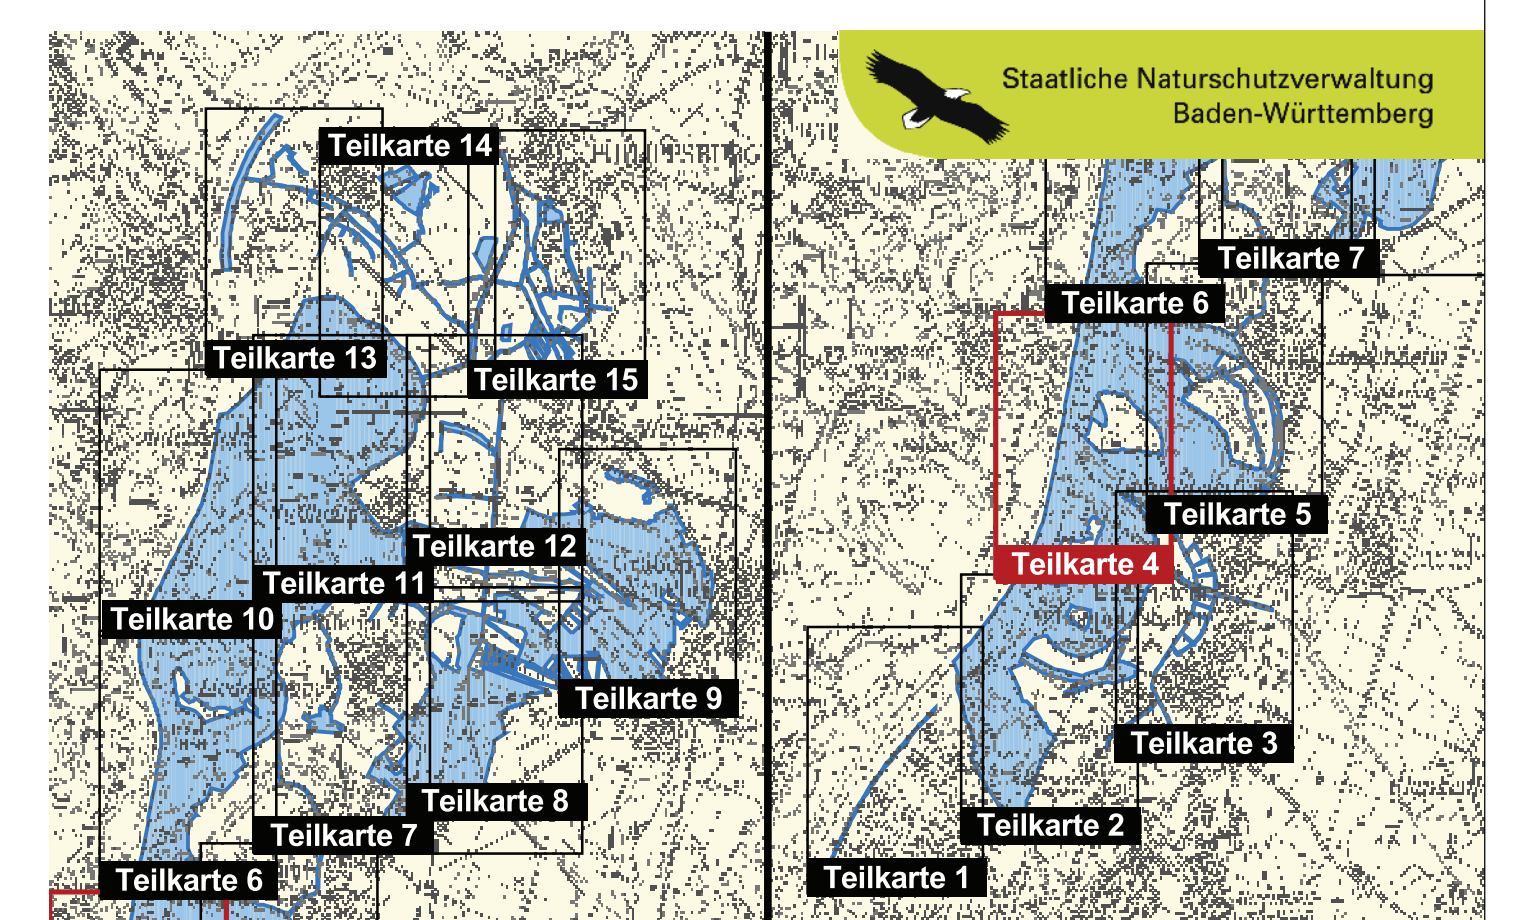 Staatliche Naturschutzverwaltung
Baden-Württemberg
Teilkarte 14
Teilkarte 13
Teilkarte 15
Teilkarte 12
Teilkarte 11
Teilkarte 10
Teilkarte 9
Teilkarte 8
Teilkarte 7
Teilkarte 6
Teilkarte 7
Teilkarte 6
Teilkarte 5
Teilkarte 4
Teilkarte 3
Teilkarte 2
Teilkarte 1